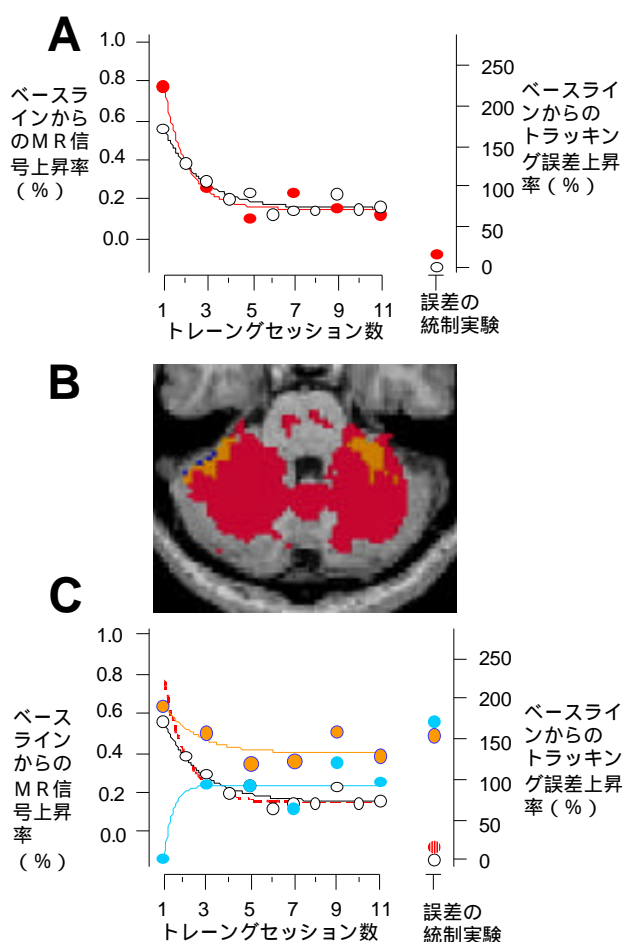 A
1.0
0.8
0.6
0.4
0.2
0.0
ベースラ
インから
のＭＲ信
号上昇率
（％）
250
200
150
100
50
0
ベースライ
ンからの
トラッキン
グ誤差上昇
率（％）
1
3
5
7
9
11
トレーングセッション数
誤差の
統制実験
B
C
1.0
0.8
0.6
0.4
0.2
0.0
ベース
ライン
からの
ＭＲ信
号上昇
率
（％）
250
200
150
100
50
0
ベースライ
ンからの
トラッキン
グ誤差上昇
率（％）
1
3
5
7
9
11
トレーングセッション数
誤差の
統制実験